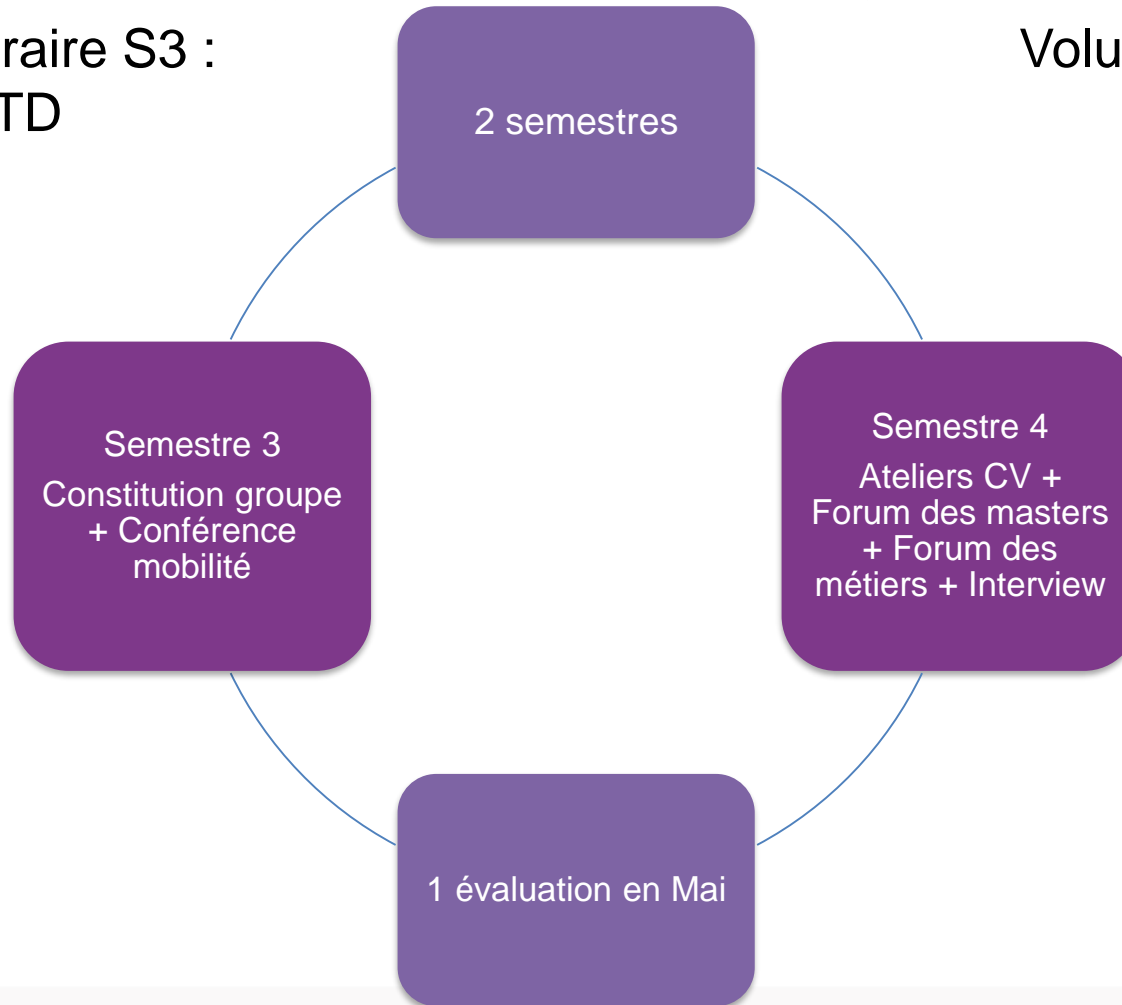 raire S3 :
TD
Volu
2 semestres
Semestre 3
Constitution groupe
+ Conférence
mobilité
Semestre 4
Ateliers CV +
Forum des masters
+ Forum des
métiers + Interview
1 évaluation en Mai